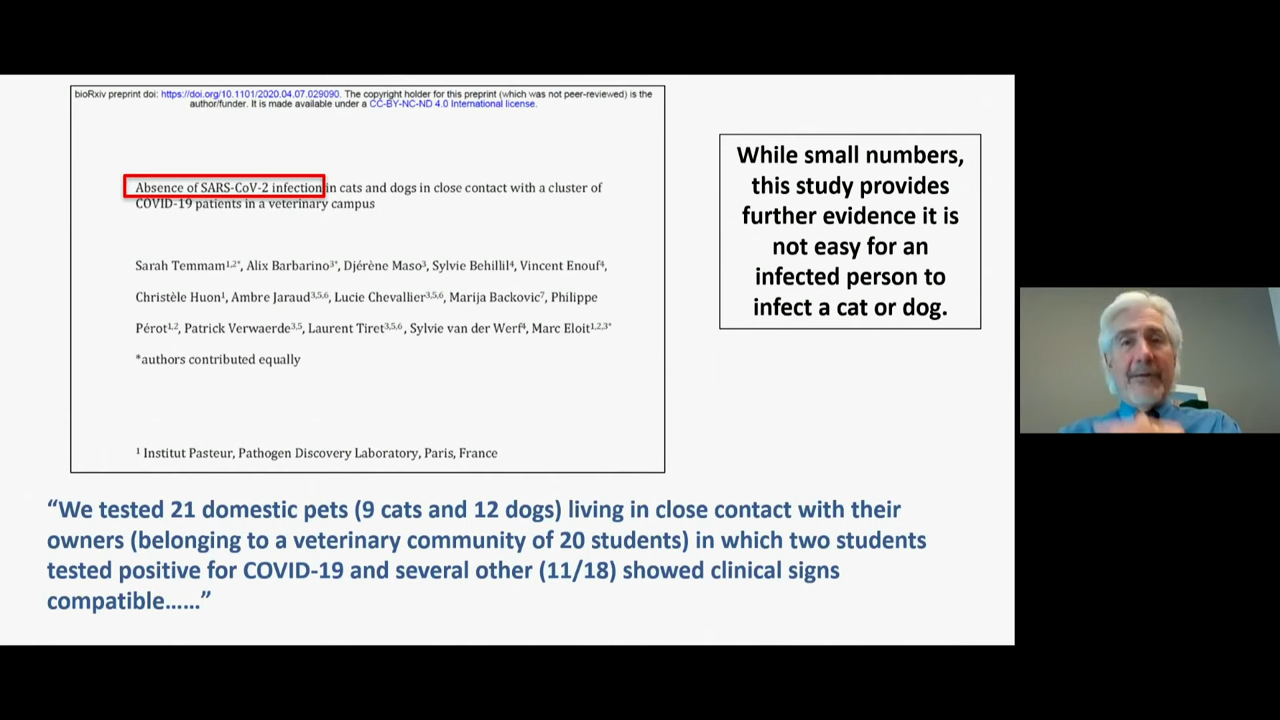 bioRxiv preprint doi: https://doi.org/10.1101/2020.04.07.029090. The copyright holder for this preprint (which was not peer-reviewed) is the
author/funder. It is made available under a CC-BY-NC-ND 4.0 International license.
Absence of SARS-CoV-2 infection in cats and dogs in close contact with a cluster of
COVID-19 patients in a veterinary campus
Sarah Temmam1,2*, Alix Barbarino3*, Djérène Maso3, Sylvie Behillil4, Vincent Enouf4,
Christèle Huon1, Ambre Jaraud3,5,6, Lucie Chevallier3,5,6, Marija Backovic7, Philippe
Pérot1,2, Patrick Verwaerde3,5, Laurent Tiret3,5,6, Sylvie van der Werf4, Marc Eloit1,2,3*
*authors contributed equally
1 Institut Pasteur, Pathogen Discovery Laboratory, Paris, France
While small numbers,
this study provides
further evidence it is
not easy for an
infected person to
infect a cat or dog.
“We tested 21 domestic pets (9 cats and 12 dogs) living in close contact with their
owners (belonging to a veterinary community of 20 students) in which two students
tested positive for COVID-19 and several other (11/18) showed clinical signs
compatible……”